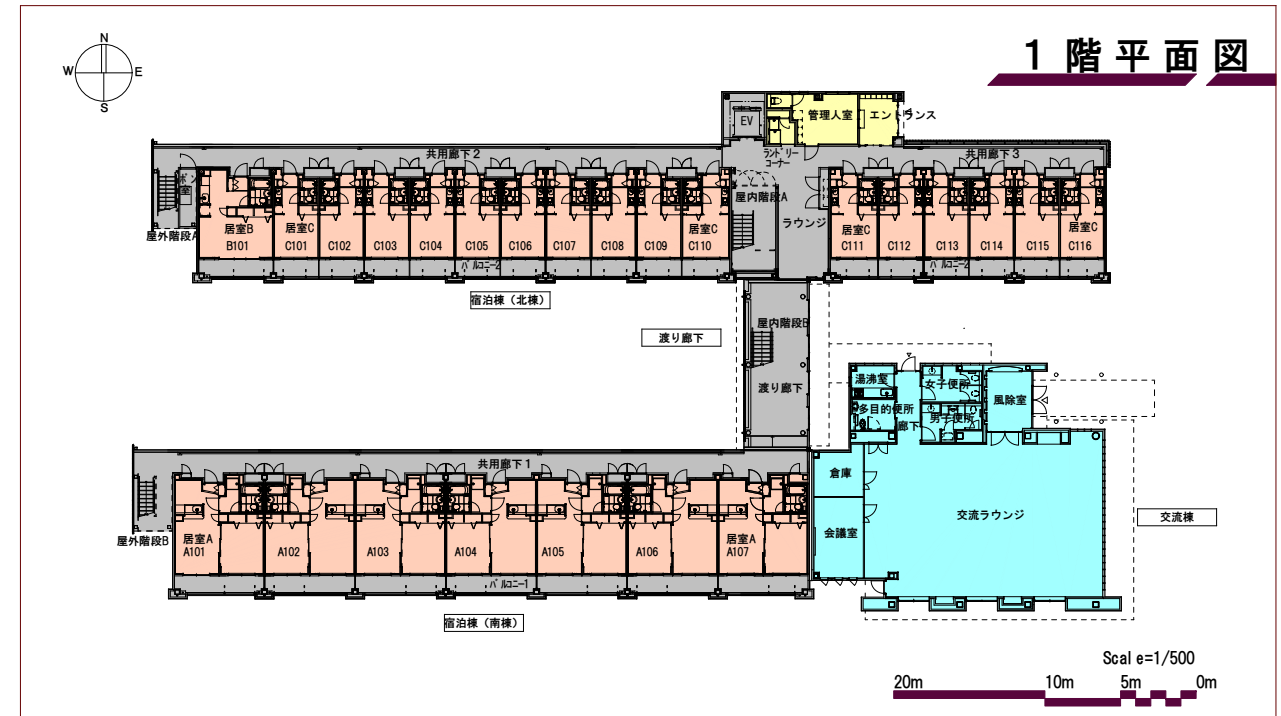 1階平面図
N
W
E
S
EV
管理人室
エントランス
共用廊下2
ランドリー
コーナー
共用廊下3
屋内階段A
ラウンジ
屋外階段A
居室B
B101
居室C
C101
C102
C103
C104
C105
C106
C107
C108
C109
居室C
C110
居室C
C111
C112
C113
C114
C115
居室C
C116
バルコニー2
バルコニー2
宿泊棟（北棟）
渡り廊下
屋内階段B
渡り廊下
湯沸室
女子便所
風除室
多目的便所
男子便所
廊下
共用廊下1
倉庫
会議室
交流ラウンジ
交流棟
屋外階段B
居室A
A101
A102
A103
A104
A105
A106
居室A
A107
バルコニー1
宿泊棟（南棟）
Scale=1/500
20m
10m
5m
0m